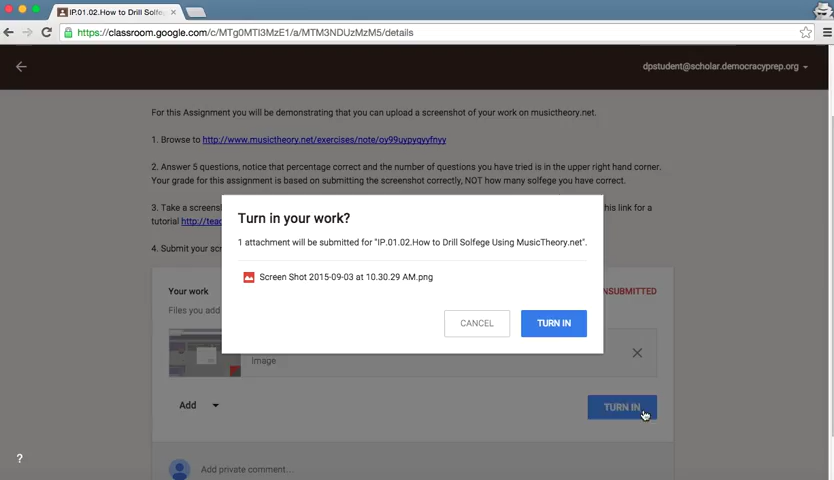 IP.01.02.How to Drill Solfe
https://classroom.google.com/c/MTg0MTI3MzE1/a/MTM3NDUzMzM5/details
dpstudent@scholar.democracyprep.org
For this Assignment you will be demonstrating that you can upload a screenshot of your work on musictheory.net.
1. Browse to http://www.musictheory.net/exercises/note/oy99uypyqyyfnyy
2. Answer 5 questions, notice that percentage correct and the number of questions you have tried is in the upper right hand corner.
Your grade for this assignment is based on submitting the screenshot correctly, NOT how many solfege you have correct.
3. Take a screensh
this link for a
tutorial http://tea
4. Submit your scr
Turn in your work?
1 attachment will be submitted for "IP.01.02.How to Drill Solfege Using MusicTheory.net".
Screen Shot 2015-09-03 at 10.30.29 AM.png
CANCEL
TURN IN
Your work
NSUBMITTED
Files you add
Image
Add
TURN IN
?
Add private comment...